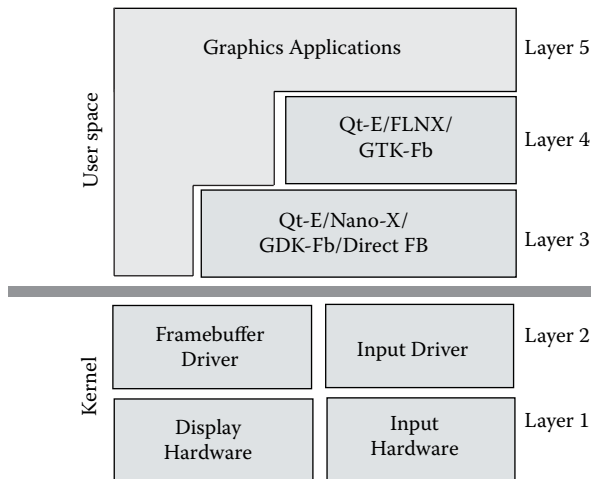 Graphics Applications
Layer 5
Qt-E/FLNX/
GTK-Fb
Layer 4
User space
Qt-E/Nano-X/
GDK-Fb/Direct FB
Layer 3
Framebuffer
Driver
Input Driver
Layer 2
Kernel
Display
Hardware
Input
Hardware
Layer 1